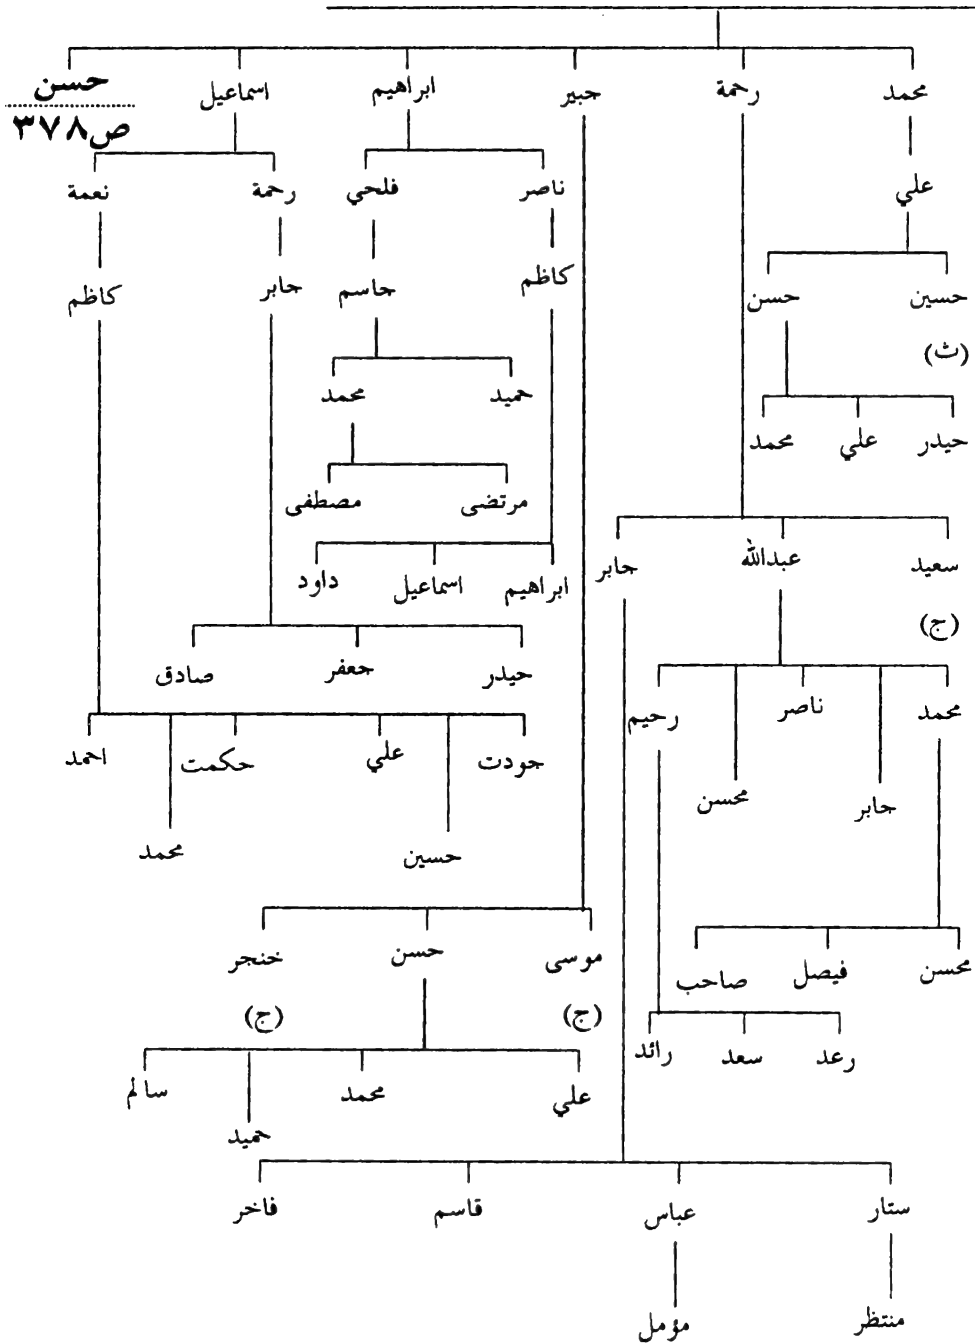 محمد رحمة جبير ابراهيم اسماعيل حسن
ص٣٧٨
علي ناصر فلحي رحمة نعمة
حسين حسن كاظم جاسم جابر كاظم
(ث)
حميد محمد
حيدر علي محمد
مرتضى مصطفى
سعيد عبدالله جابر ابراهيم اسماعيل داود
(ج)
حيدر جعفر صادق
محمد ناصر رحيم
جودت علي حكمت احمد
جابر محسن
حسين محمد
محسن فيصل صاحب موسى حسن خنجر
(ج) (ج)
رعد سعد رائد
علي محمد سالم
حميد
ستار عباس قاسم فاخر
منتظر مؤمل